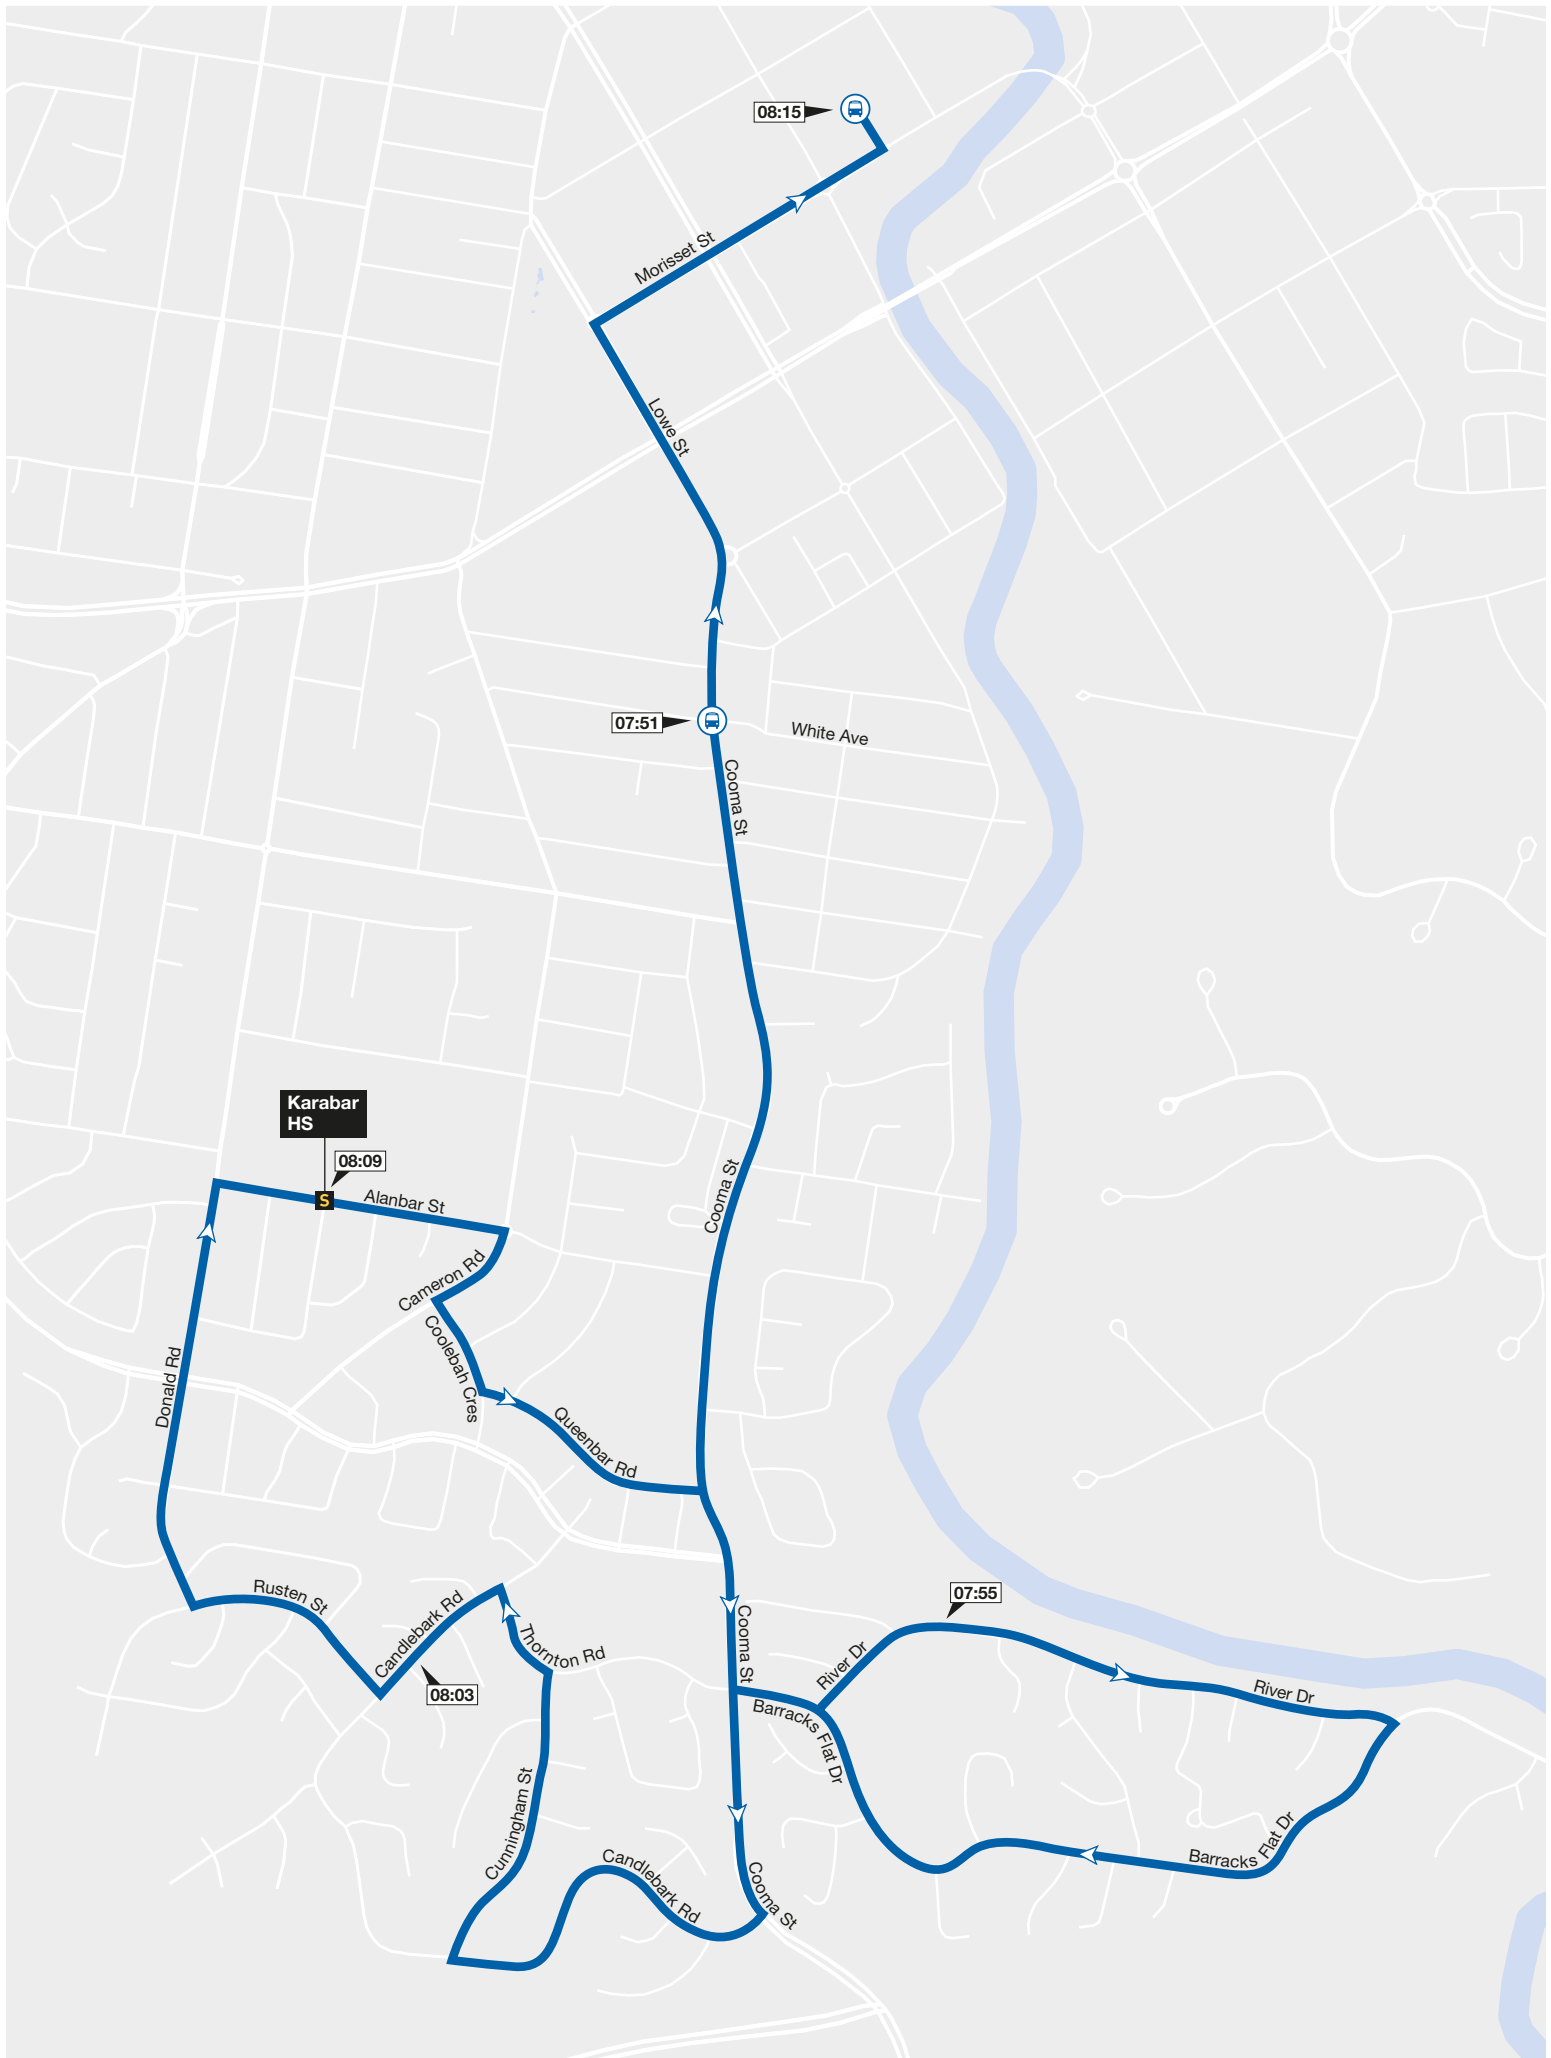 08:15
Morisset St
Lowe St
07:51
White Ave
Cooma St
Karabar
HS
08:09
S
Alanbar St
Cooma St
Cameron Rd
Coolebah Cres
Donald Rd
Queenbar Rd
07:55
Rusten St
Candlebark Rd
Thornton Rd
Cooma St
River Dr
08:03
River Dr
Barracks Flat Dr
Cunningham St
Barracks Flat Dr
Candlebark Rd
Cooma St